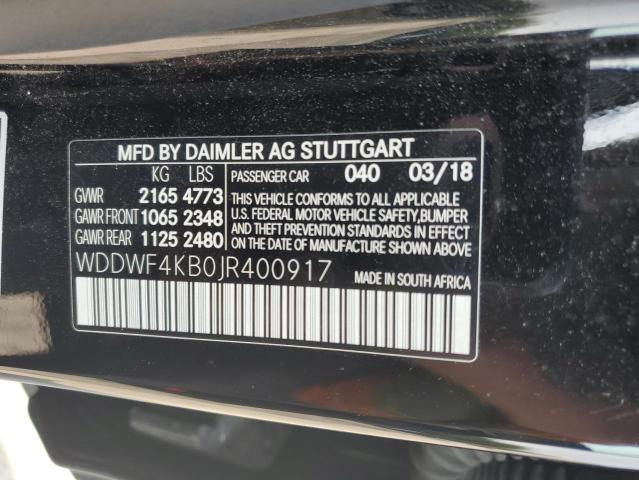 MFD BY DAIMLER AG STUTTGART
KG LBS PASSENGER CAR 040 03/18
GVWR 2165 4773
GAWR FRONT 1065 2348
GAWR REAR 1125 2480
THIS VEHICLE CONFORMS TO ALL APPLICABLE
U.S. FEDERAL MOTOR VEHICLE SAFETY,BUMPER
AND THEFT PREVENTION STANDARDS IN EFFECT
ON THE DATE OF MANUFACTURE SHOWN ABOVE.
WDDWF4KB0JR400917
MADE IN SOUTH AFRICA